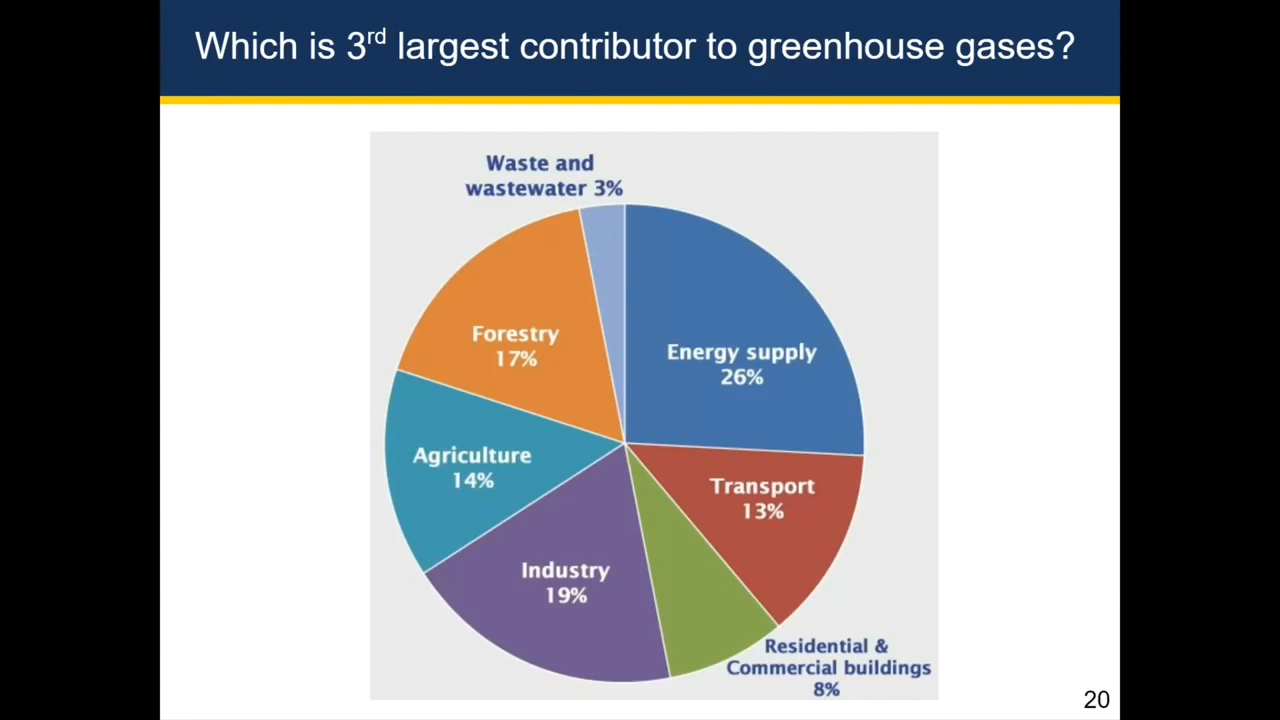 Which is 3rd largest contributor to greenhouse gases?
Waste and
wastewater 3%
Forestry
17%
Energy supply
26%
Agriculture
14%
Transport
13%
Industry
19%
Residential &
Commercial buildings
8%
20